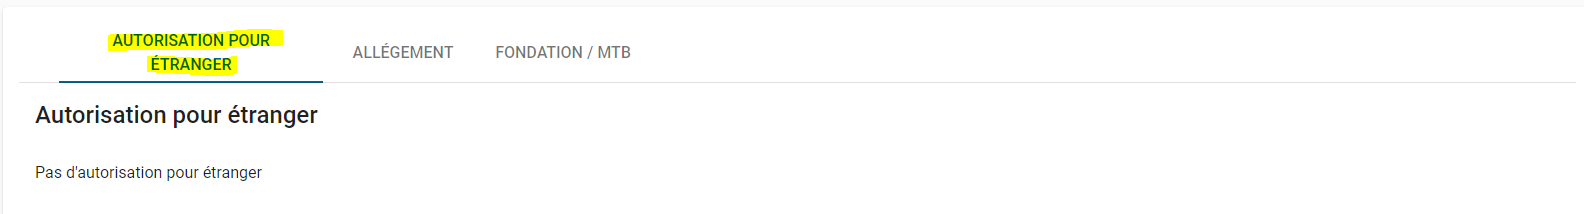 AUTORISATION POUR
ÉTRANGER
ALLÉGEMENT
FONDATION / MTB
Autorisation pour étranger
Pas d'autorisation pour étranger